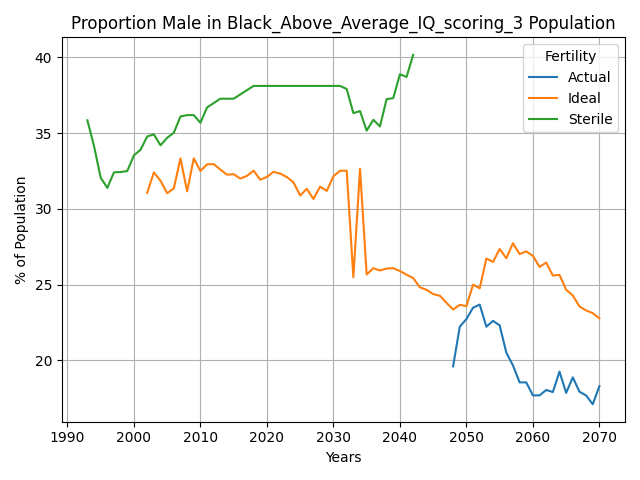 Proportion Male in Black_Above_Average_IQ_scoring_3 Population
Fertility
Actual
Ideal
Sterile
% of Population
40
35
30
25
20
1990 2000 2010 2020 2030 2040 2050 2060 2070
Years